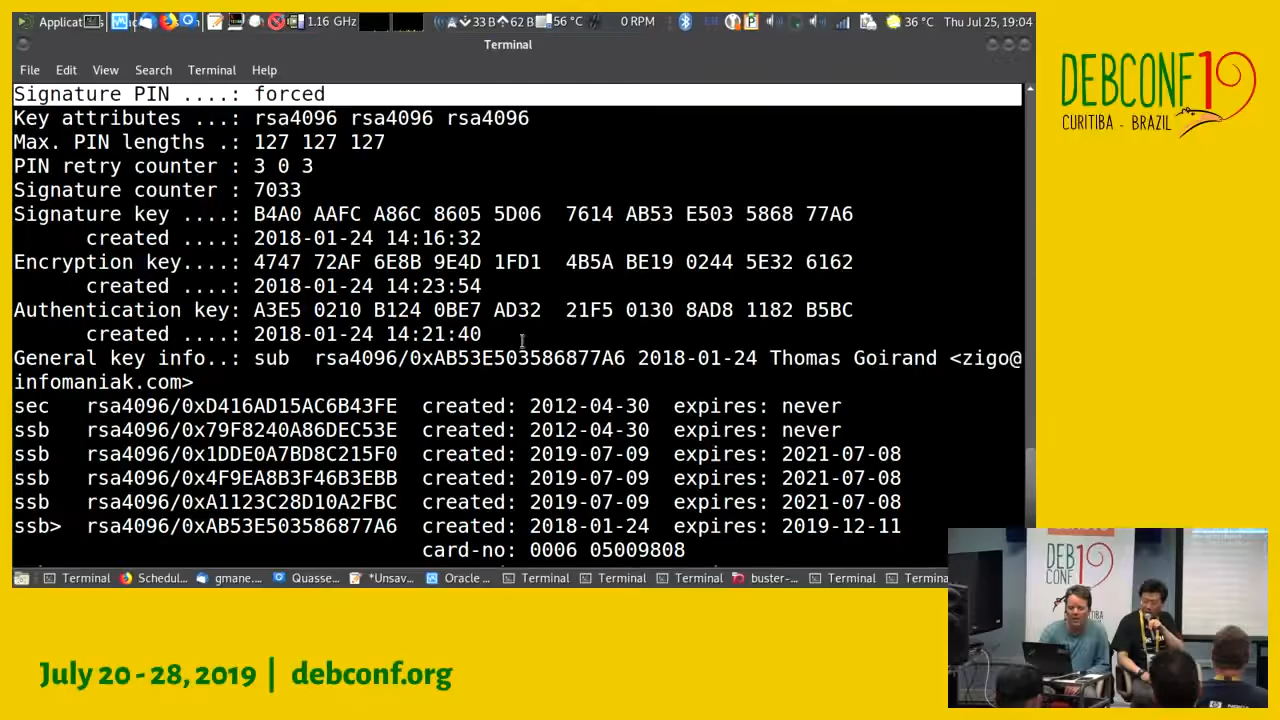 Applicat
1.16 GHz
33 B 62 B
56 °C
0 RPM
36 °C
Thu Jul 25, 19:04
Terminal
File Edit View Search Terminal Help
Signature PIN ....: forced
Key attributes ...: rsa4096 rsa4096 rsa4096
Max. PIN lengths .: 127 127 127
PIN retry counter : 3 0 3
Signature counter : 7033
Signature key ....: B4A0 AAFC A86C 8605 5D06  7614 AB53 E503 5868 77A6
      created ....: 2018-01-24 14:16:32
Encryption key....: 4747 72AF 6E8B 9E4D 1FD1  4B5A BE19 0244 5E32 6162
      created ....: 2018-01-24 14:23:54
Authentication key: A3E5 0210 B124 0BE7 AD32  21F5 0130 8AD8 1182 B5BC
      created ....: 2018-01-24 14:21:40
General key info..: sub  rsa4096/0xAB53E503586877A6 2018-01-24 Thomas Goirand <zigo@
infomaniak.com>
sec   rsa4096/0xD416AD15AC6B43FE  created: 2012-04-30  expires: never
ssb   rsa4096/0x79F8240A86DEC53E  created: 2012-04-30  expires: never
ssb   rsa4096/0x1DDE0A7BD8C215F0  created: 2019-07-09  expires: 2021-07-08
ssb   rsa4096/0x4F9EA8B3F46B3EBB  created: 2019-07-09  expires: 2021-07-08
ssb   rsa4096/0xA1123C28D10A2FBC  created: 2019-07-09  expires: 2021-07-08
ssb>  rsa4096/0xAB53E503586877A6  created: 2018-01-24  expires: 2019-12-11
                                  card-no: 0006 05009808
Terminal Schedul... gmane.... Quasse... *Unsav... Oracle ... Terminal Terminal Terminal buster-... Terminal Termina
DEBCONF19
CURITIBA - BRAZIL
DEB
CONF19
CURITIBA
July 20 - 28, 2019 | debconf.org